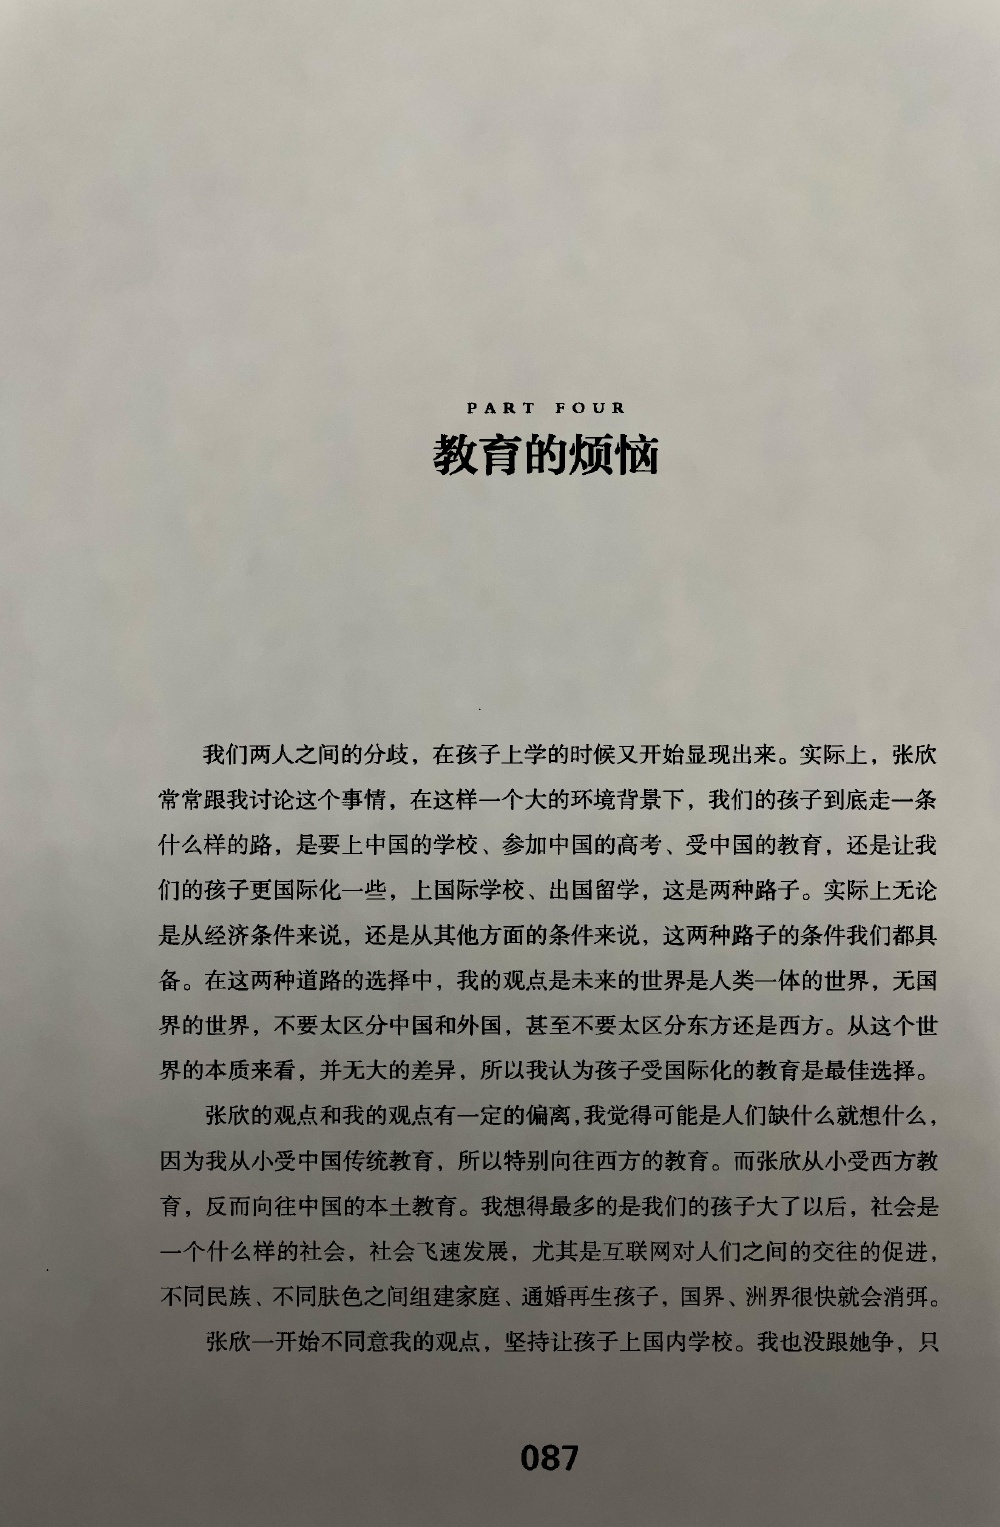 PART FOUR
教育的烦恼
我们两人之间的分歧，在孩子上学的时候又开始显现出来。实际上，张欣
常常跟我讨论这个事情，在这样一个大的环境背景下，我们的孩子到底走一条
什么样的路，是要上中国的学校、参加中国的高考、受中国的教育，还是让我
们的孩子更国际化一些，上国际学校、出国留学，这是两种路子。实际上无论
是从经济条件来说，还是从其他方面的条件来说，这两种路子的条件我们都具
备。在这两种道路的选择中，我的观点是未来的世界是人类一体的世界，无国
界的世界，不要太区分中国和外国，甚至不要太区分东方还是西方。从这个世
界的本质来看，并无大的差异，所以我认为孩子受国际化的教育是最佳选择。
张欣的观点和我的观点有一定的偏离，我觉得可能是人们缺什么就想什么，
因为我从小受中国传统教育，所以特别向往西方的教育。而张欣从小受西方教
育，反而向往中国的本土教育。我想得最多的是我们的孩子大了以后，社会是
一个什么样的社会，社会飞速发展，尤其是互联网对人们之间的交往的促进，
不同民族、不同肤色之间组建家庭、通婚再生孩子，国界、洲界很快就会消弭。
张欣一开始不同意我的观点，坚持让孩子上国内学校。我也没跟她争，只
087